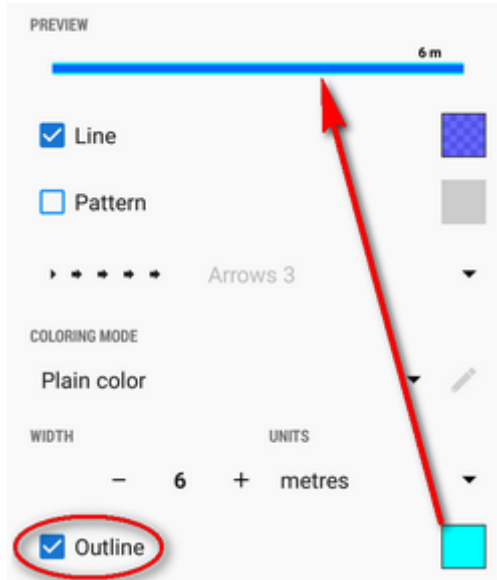 PREVIEW
6 m
Line
Pattern
Arrows 3
COLORING MODE
Plain color
WIDTH UNITS
− 6 + metres
Outline